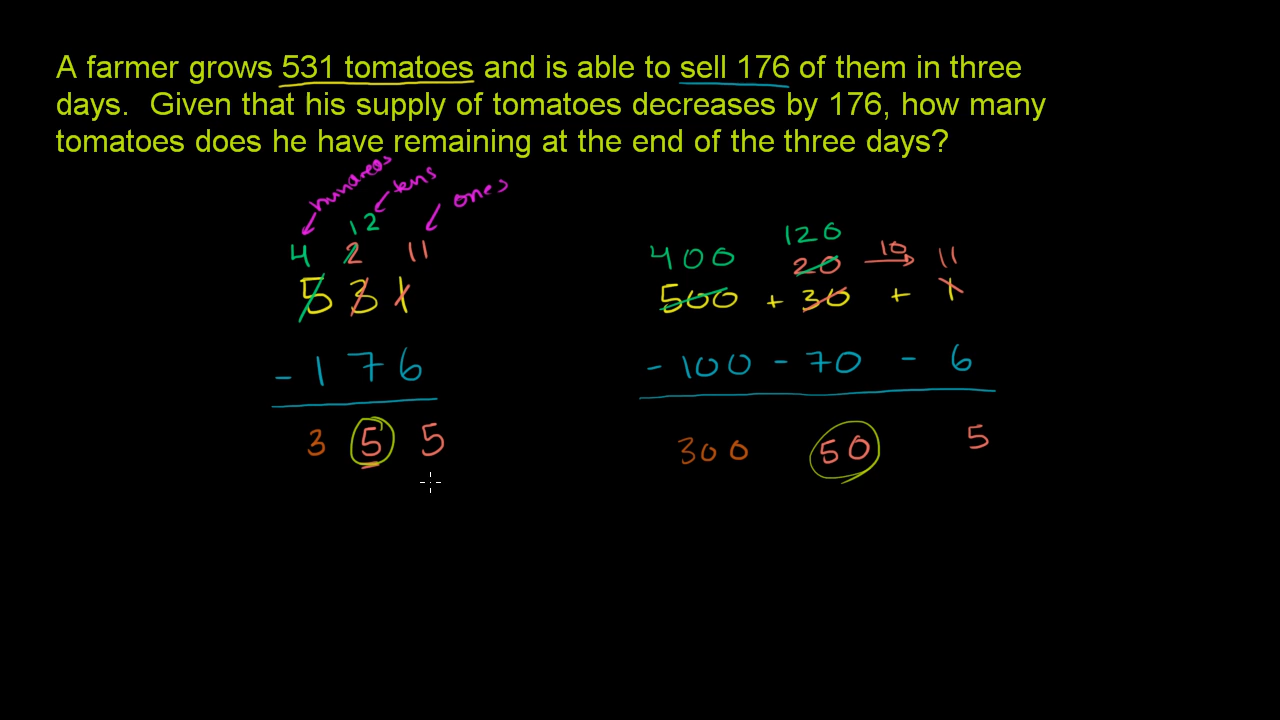 A farmer grows 531 tomatoes and is able to sell 176 of them in three
days. Given that his supply of tomatoes decreases by 176, how many
tomatoes does he have remaining at the end of the three days?
hundreds tens ones
12
4 2 11
5 3 1
- 1 7 6
3 5 5
120
400 20 10 → 11
500 + 30 + 1
- 100 - 70 - 6
300 50 5